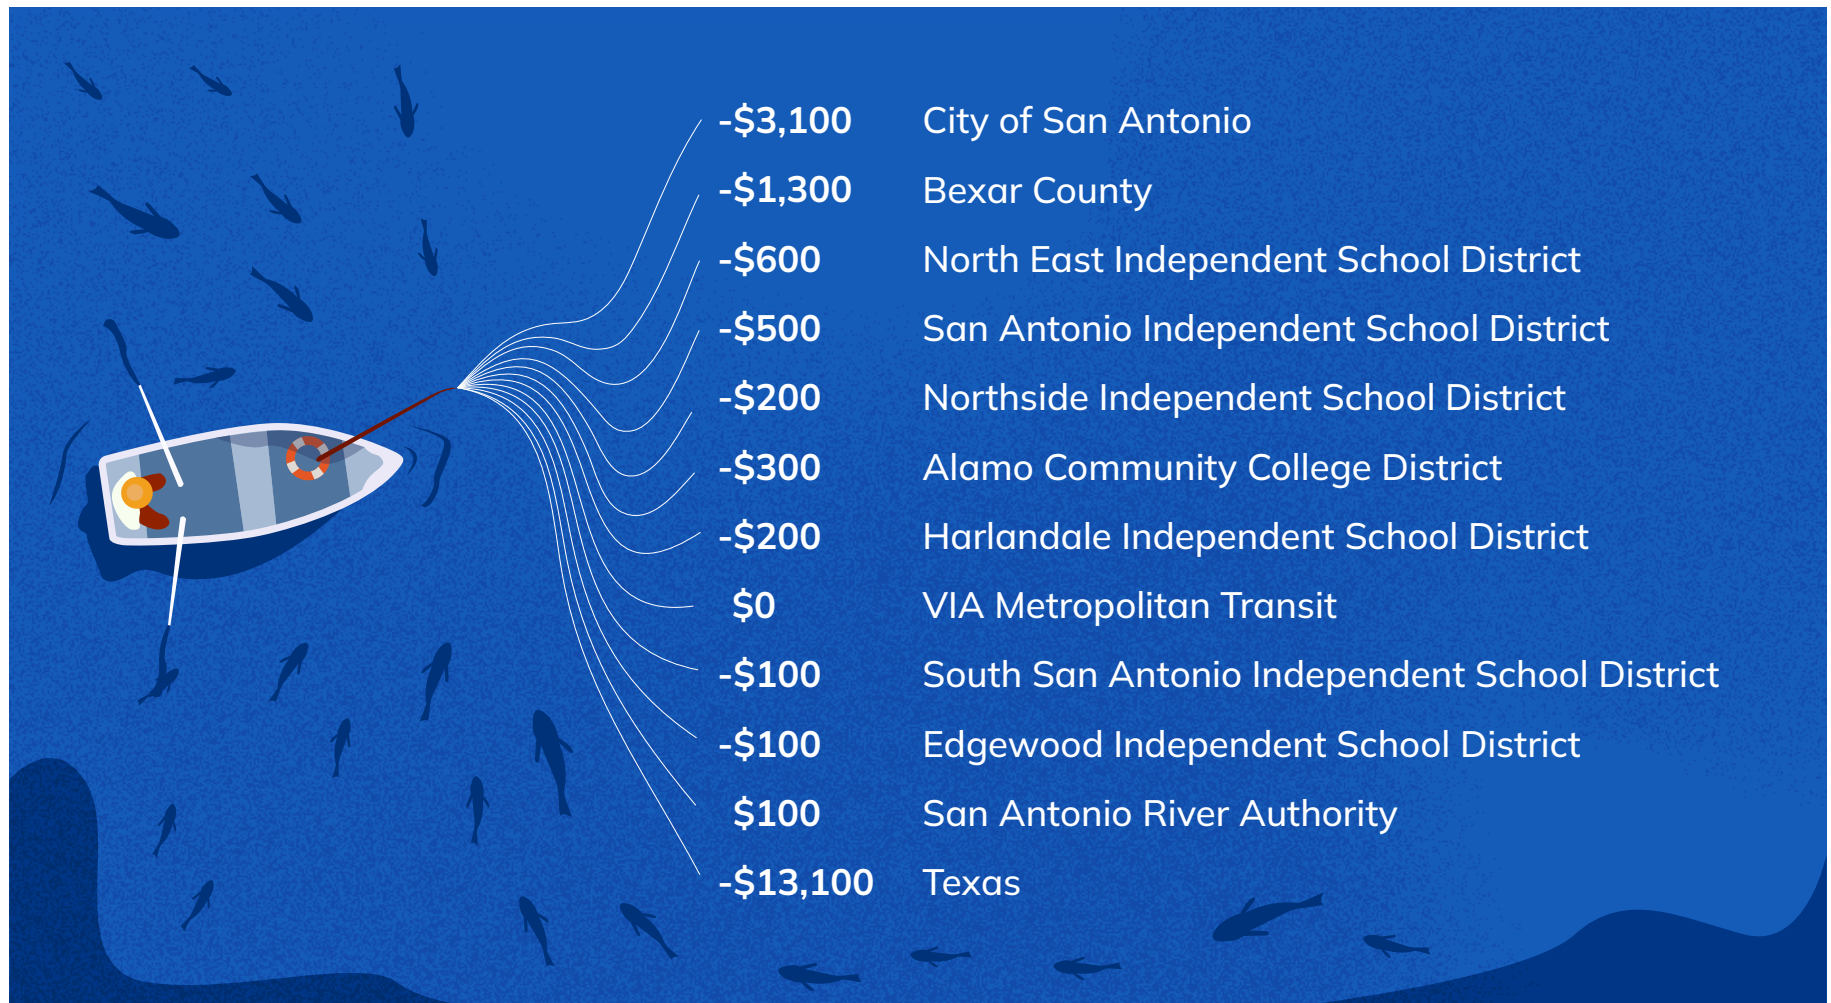 -$3,100 City of San Antonio
-$1,300 Bexar County
-$600 North East Independent School District
-$500 San Antonio Independent School District
-$200 Northside Independent School District
-$300 Alamo Community College District
-$200 Harlandale Independent School District
$0 VIA Metropolitan Transit
-$100 South San Antonio Independent School District
-$100 Edgewood Independent School District
$100 San Antonio River Authority
-$13,100 Texas